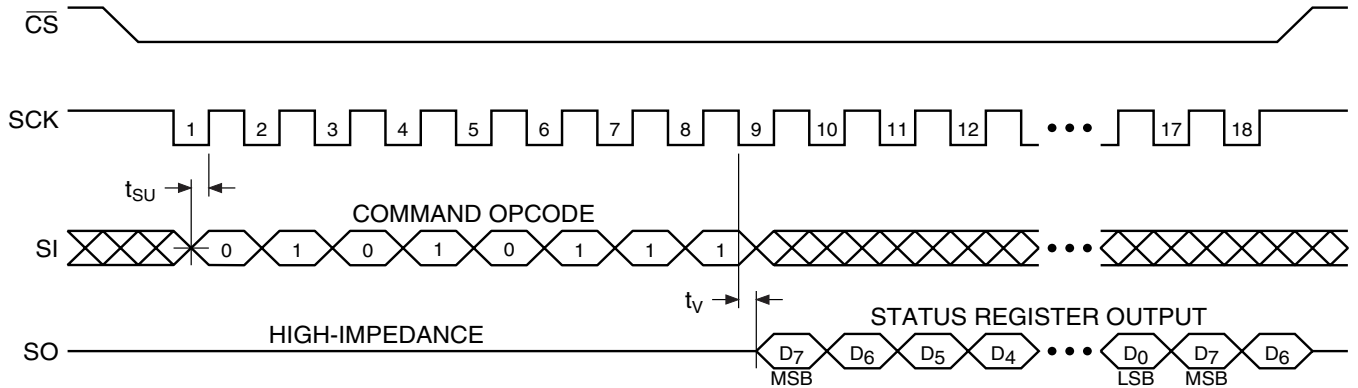 CS
SCK 1 2 3 4 5 6 7 8 9 10 11 12 17 18
tSU
COMMAND OPCODE
SI 0 1 0 1 0 1 1 1
tV
HIGH-IMPEDANCE STATUS REGISTER OUTPUT
SO D7 D6 D5 D4 D0 D7 D6
MSB LSB MSB